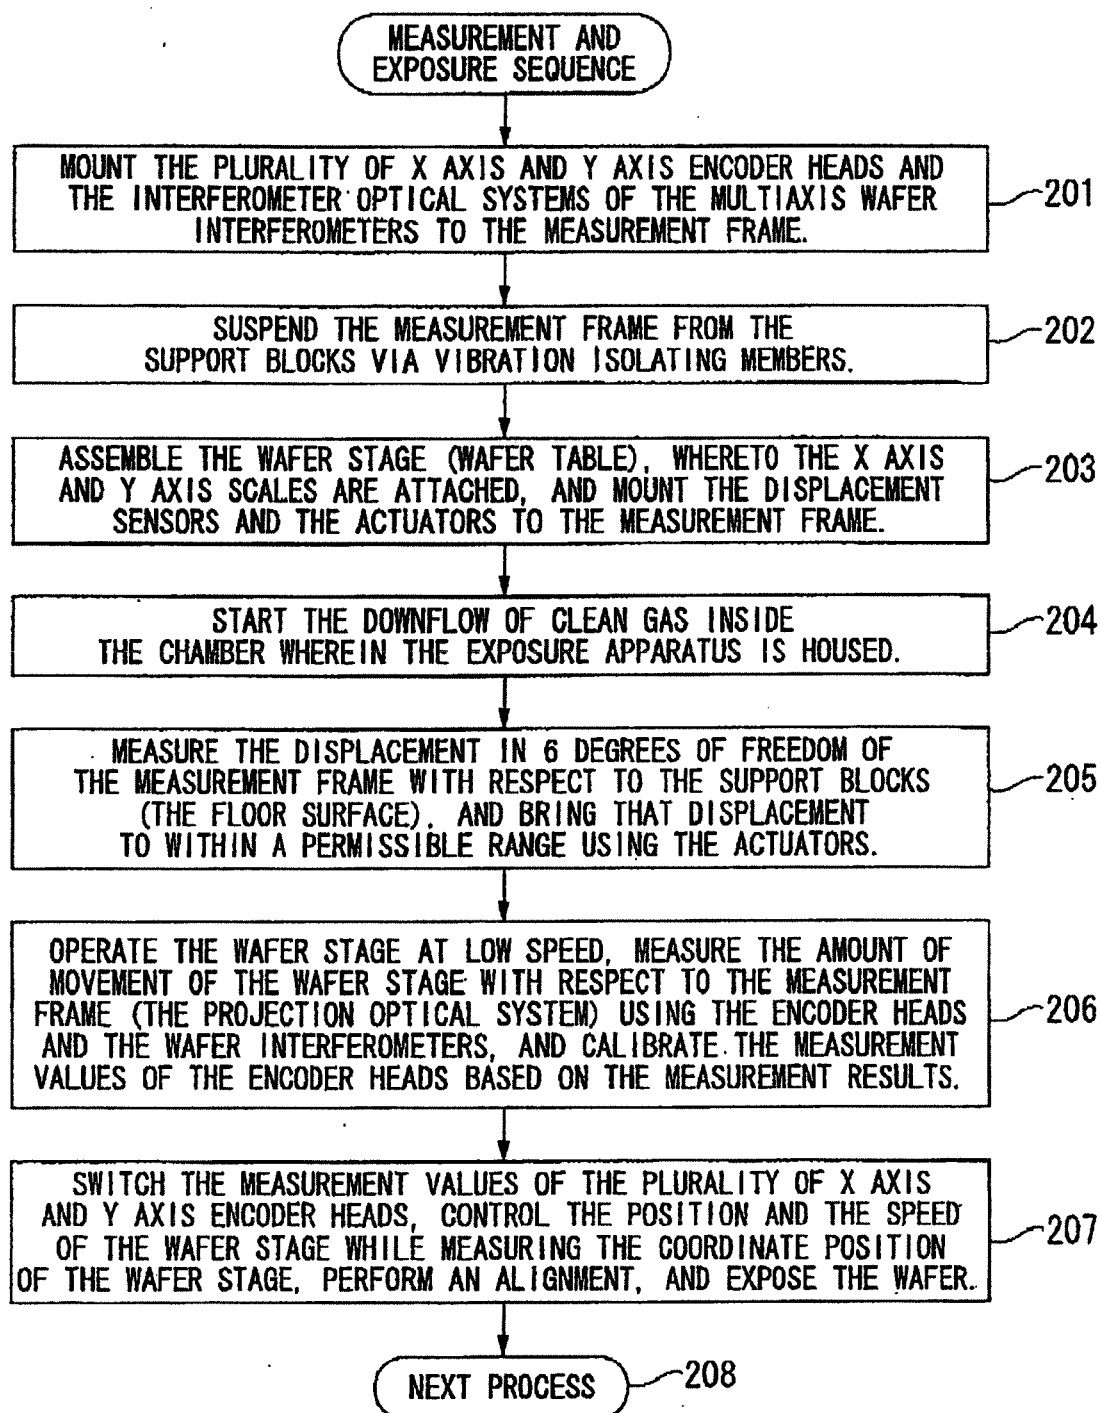 MEASUREMENT AND
EXPOSURE SEQUENCE
MOUNT THE PLURALITY OF X AXIS AND Y AXIS ENCODER HEADS AND
THE INTERFEROMETER OPTICAL SYSTEMS OF THE MULTIAXIS WAFER
INTERFEROMETERS TO THE MEASUREMENT FRAME.
201
SUSPEND THE MEASUREMENT FRAME FROM THE
SUPPORT BLOCKS VIA VIBRATION ISOLATING MEMBERS.
202
ASSEMBLE THE WAFER STAGE (WAFER TABLE), WHERETO THE X AXIS
AND Y AXIS SCALES ARE ATTACHED, AND MOUNT THE DISPLACEMENT
SENSORS AND THE ACTUATORS TO THE MEASUREMENT FRAME.
203
START THE DOWNFLOW OF CLEAN GAS INSIDE
THE CHAMBER WHEREIN THE EXPOSURE APPARATUS IS HOUSED.
204
MEASURE THE DISPLACEMENT IN 6 DEGREES OF FREEDOM OF
THE MEASUREMENT FRAME WITH RESPECT TO THE SUPPORT BLOCKS
(THE FLOOR SURFACE), AND BRING THAT DISPLACEMENT
TO WITHIN A PERMISSIBLE RANGE USING THE ACTUATORS.
205
OPERATE THE WAFER STAGE AT LOW SPEED, MEASURE THE AMOUNT OF
MOVEMENT OF THE WAFER STAGE WITH RESPECT TO THE MEASUREMENT
FRAME (THE PROJECTION OPTICAL SYSTEM) USING THE ENCODER HEADS
AND THE WAFER INTERFEROMETERS, AND CALIBRATE THE MEASUREMENT
VALUES OF THE ENCODER HEADS BASED ON THE MEASUREMENT RESULTS.
206
SWITCH THE MEASUREMENT VALUES OF THE PLURALITY OF X AXIS
AND Y AXIS ENCODER HEADS, CONTROL THE POSITION AND THE SPEED
OF THE WAFER STAGE WHILE MEASURING THE COORDINATE POSITION
OF THE WAFER STAGE, PERFORM AN ALIGNMENT, AND EXPOSE THE WAFER.
207
NEXT PROCESS
208